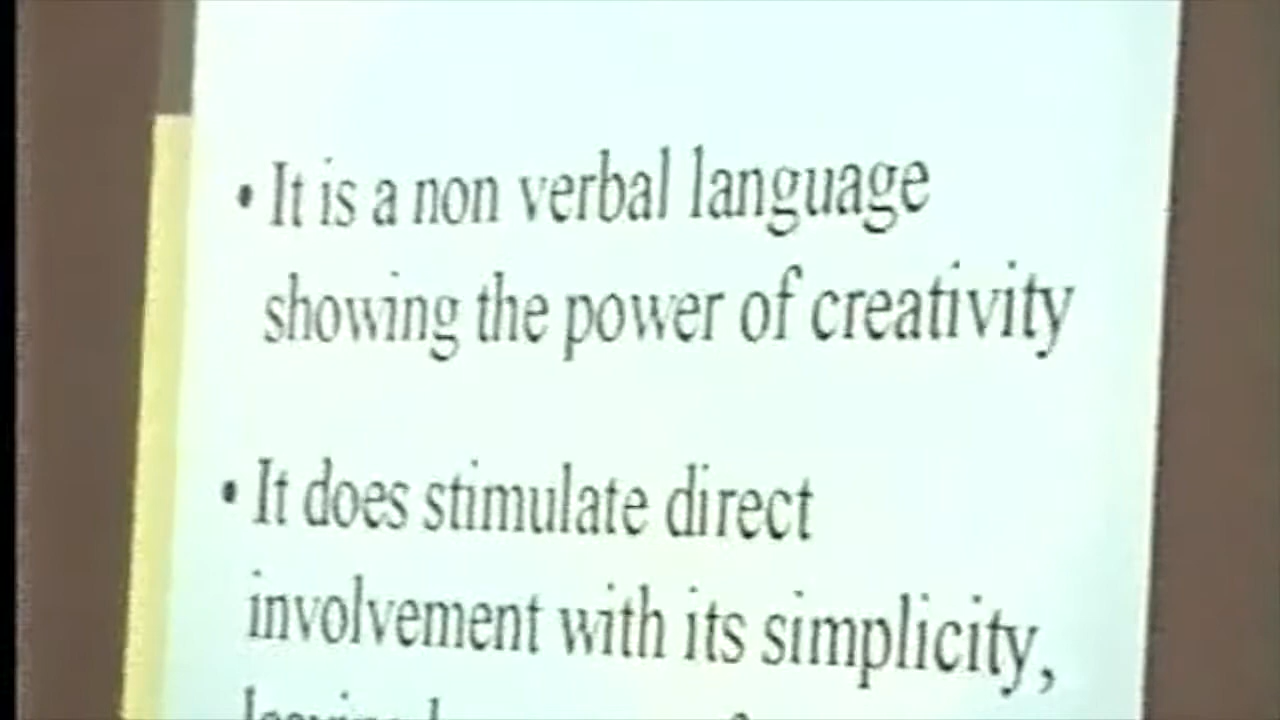 • It is a non verbal language
showing the power of creativity
• It does stimulate direct
involvement with its simplicity,